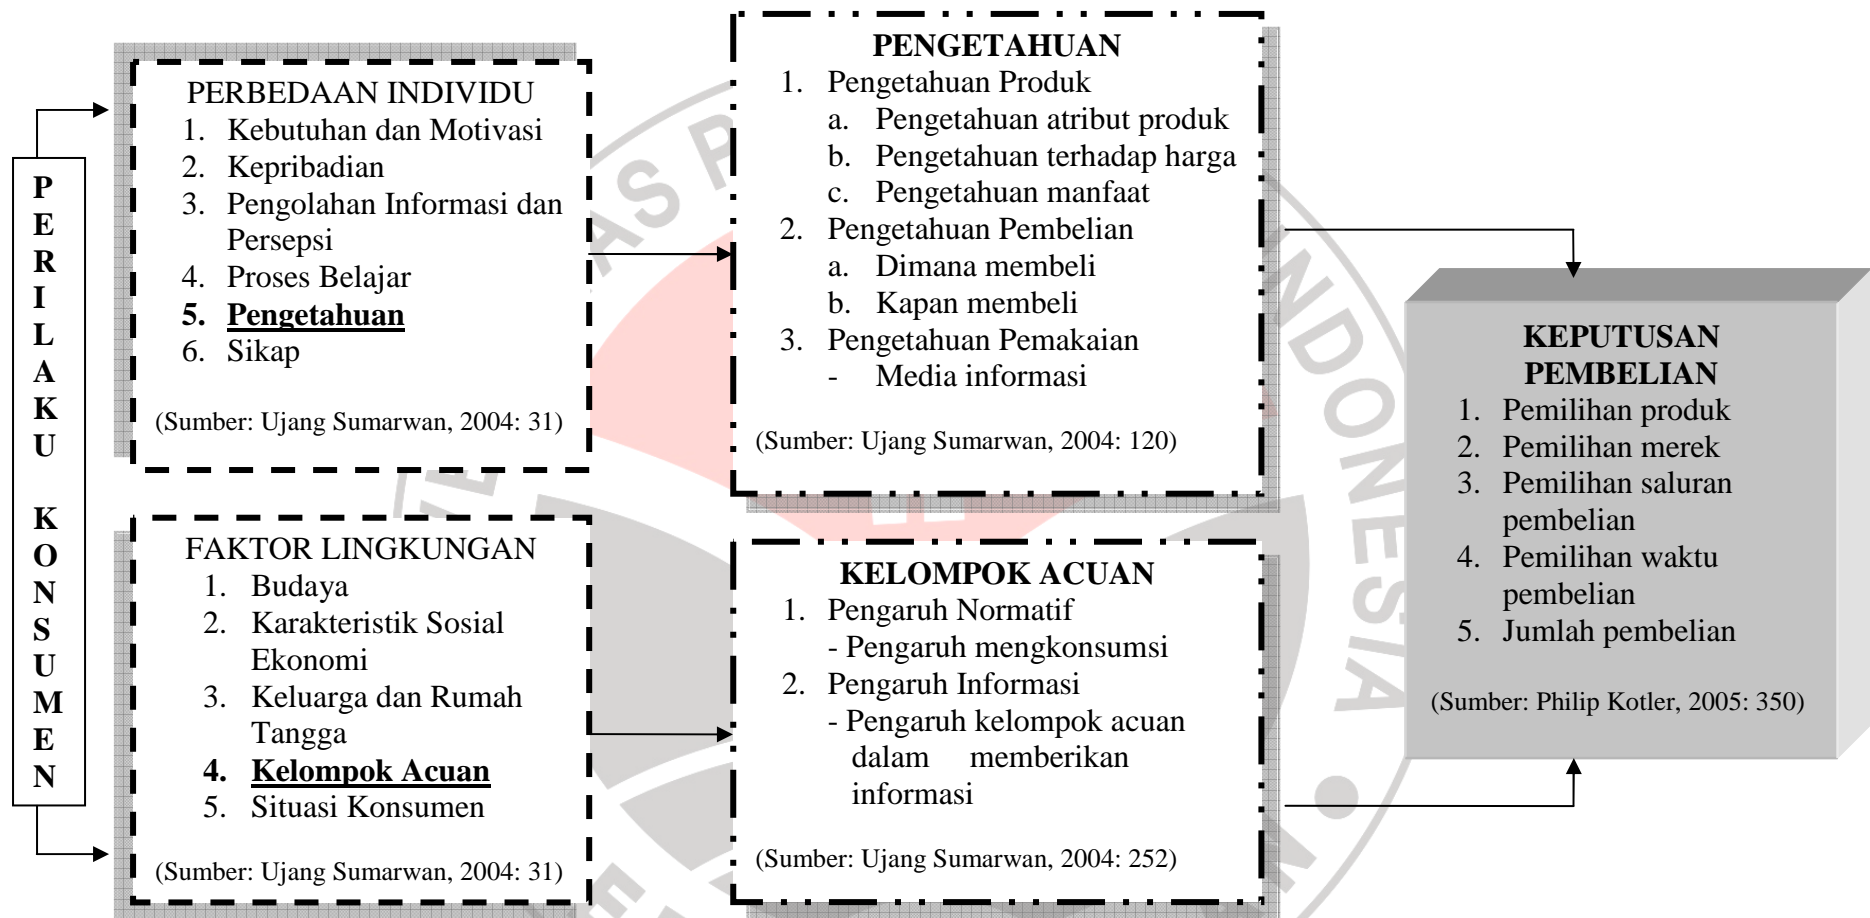 PERILAKU KONSUMEN
PERBEDAAN INDIVIDU
1. Kebutuhan dan Motivasi
2. Kepribadian
3. Pengolahan Informasi dan
Persepsi
4. Proses Belajar
5. Pengetahuan
6. Sikap
(Sumber: Ujang Sumarwan, 2004: 31)
FAKTOR LINGKUNGAN
1. Budaya
2. Karakteristik Sosial
Ekonomi
3. Keluarga dan Rumah
Tangga
4. Kelompok Acuan
5. Situasi Konsumen
(Sumber: Ujang Sumarwan, 2004: 31)
PENGETAHUAN
1. Pengetahuan Produk
a. Pengetahuan atribut produk
b. Pengetahuan terhadap harga
c. Pengetahuan manfaat
2. Pengetahuan Pembelian
a. Dimana membeli
b. Kapan membeli
3. Pengetahuan Pemakaian
- Media informasi
(Sumber: Ujang Sumarwan, 2004: 120)
KELOMPOK ACUAN
1. Pengaruh Normatif
- Pengaruh mengkonsumsi
2. Pengaruh Informasi
- Pengaruh kelompok acuan
dalam memberikan
informasi
(Sumber: Ujang Sumarwan, 2004: 252)
KEPUTUSAN
PEMBELIAN
1. Pemilihan produk
2. Pemilihan merek
3. Pemilihan saluran
pembelian
4. Pemilihan waktu
pembelian
5. Jumlah pembelian
(Sumber: Philip Kotler, 2005: 350)
INDONESIA